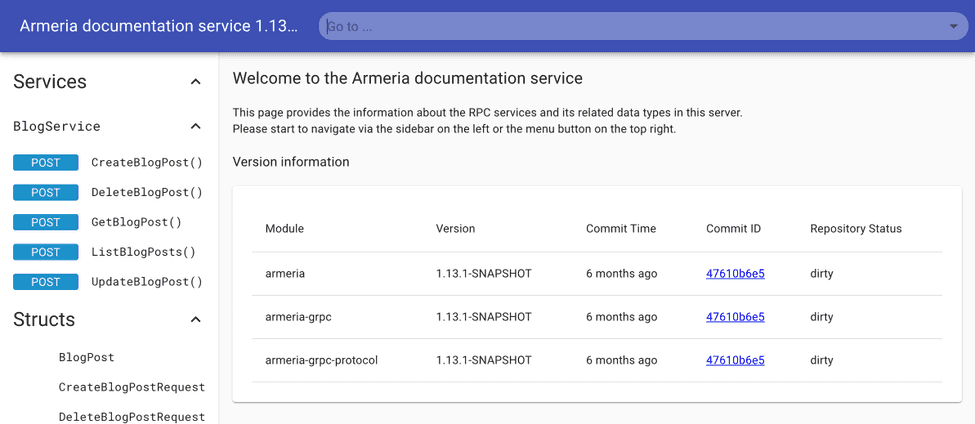 Armeria documentation service 1.13...
Go to ...
Services
BlogService
POST CreateBlogPost()
POST DeleteBlogPost()
POST GetBlogPost()
POST ListBlogPosts()
POST UpdateBlogPost()
Structs
BlogPost
CreateBlogPostRequest
DeleteBlogPostRequest
Welcome to the Armeria documentation service
This page provides the information about the RPC services and its related data types in this server.
Please start to navigate via the sidebar on the left or the menu button on the top right.
Version information
Module Version Commit Time Commit ID Repository Status
armeria 1.13.1-SNAPSHOT 6 months ago 47610b6e5 dirty
armeria-grpc 1.13.1-SNAPSHOT 6 months ago 47610b6e5 dirty
armeria-grpc-protocol 1.13.1-SNAPSHOT 6 months ago 47610b6e5 dirty